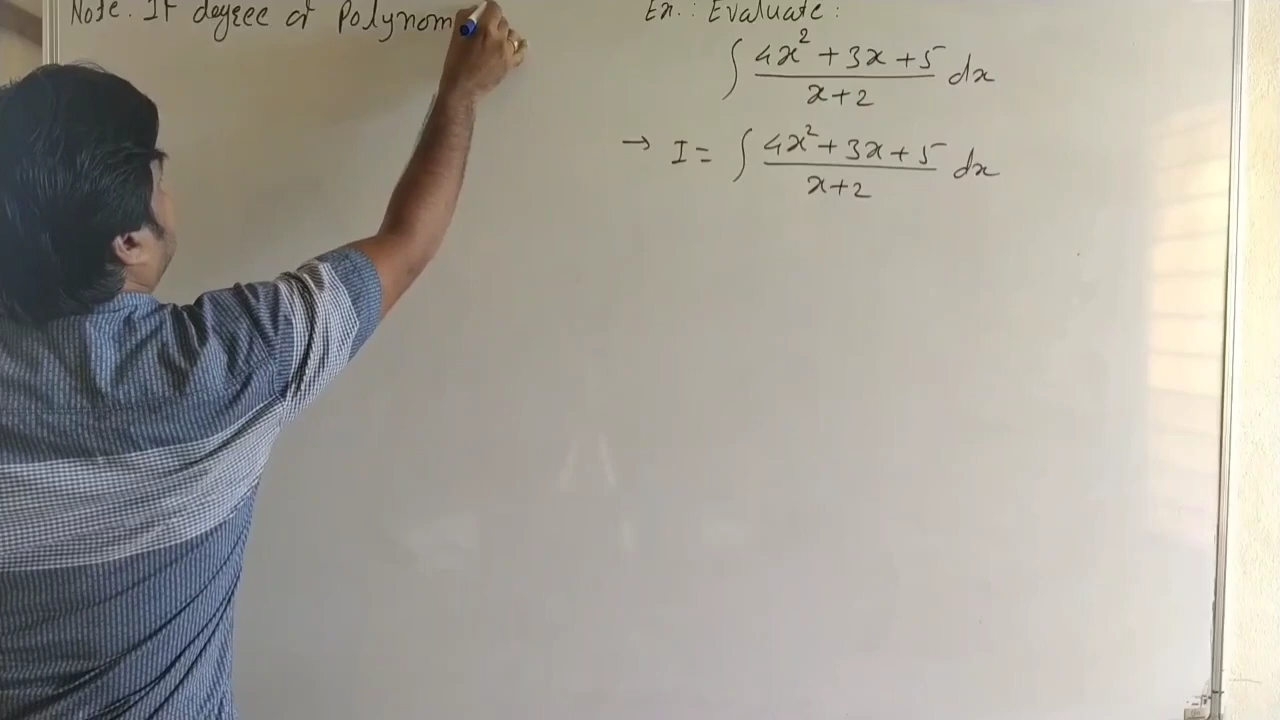 Note. If degree of Polynom
Ex.: Evaluate:
∫ (4x² + 3x + 5)/(x+2) dx
→ I = ∫ (4x² + 3x + 5)/(x+2) dx